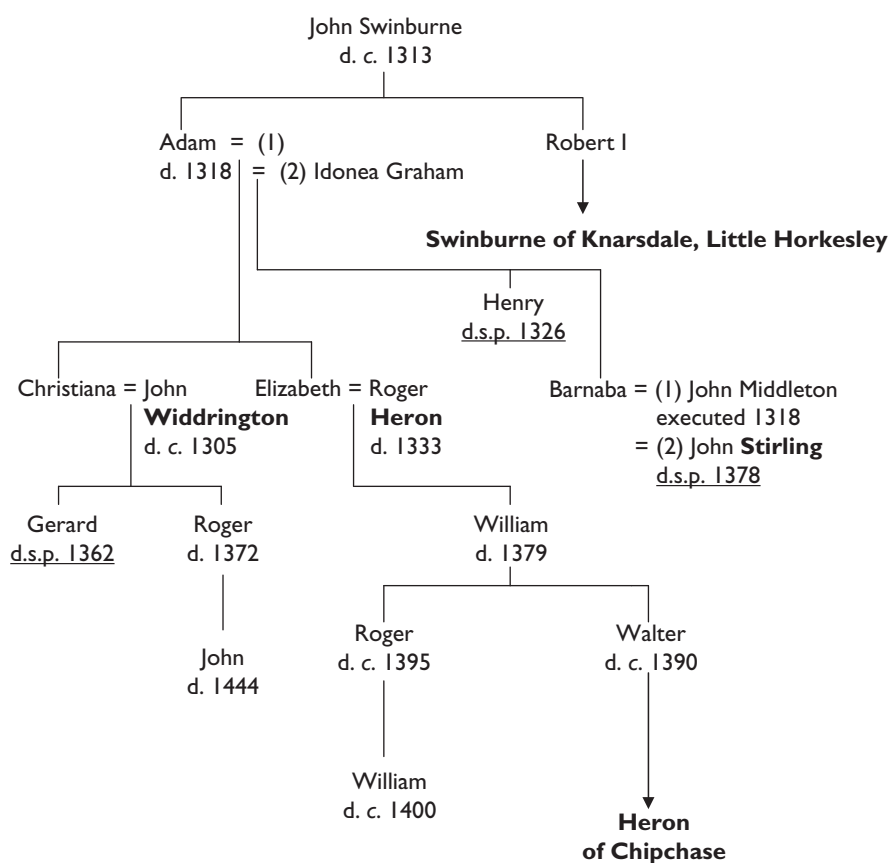 John Swinburne
d. c. 1313
Adam = (1)
d. 1318 = (2) Idonea Graham
Robert I
Swinburne of Knarsdale, Little Horkesley
Henry
d.s.p. 1326
Christiana = John
Widdrington
d. c. 1305
Elizabeth = Roger
Heron
d. 1333
Barnaba = (1) John Middleton
executed 1318
= (2) John Stirling
d.s.p. 1378
Gerard
d.s.p. 1362
Roger
d. 1372
William
d. 1379
John
d. 1444
Roger
d. c. 1395
Walter
d. c. 1390
William
d. c. 1400
Heron
of Chipchase